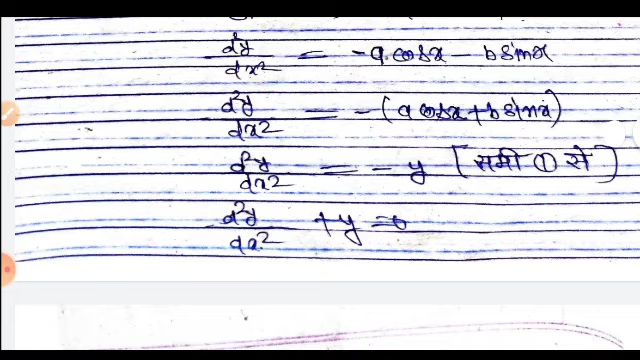 d²y/dx² = -a cosx - b sinx
d²y/dx² = -(a cosx + b sinx)
d²y/dx² = -y [समी ① से]
d²y/dx² + y = 0